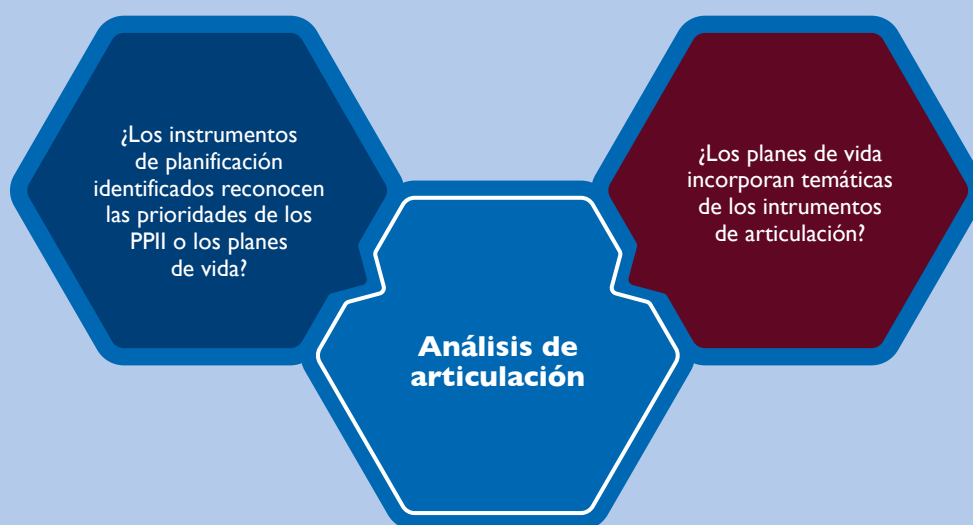 ¿Los instrumentos
de planificación
identificados reconocen
las prioridades de los
PPII o los planes
de vida?
¿Los planes de vida
incorporan temáticas
de los intrumentos
de articulación?
Análisis de
articulación